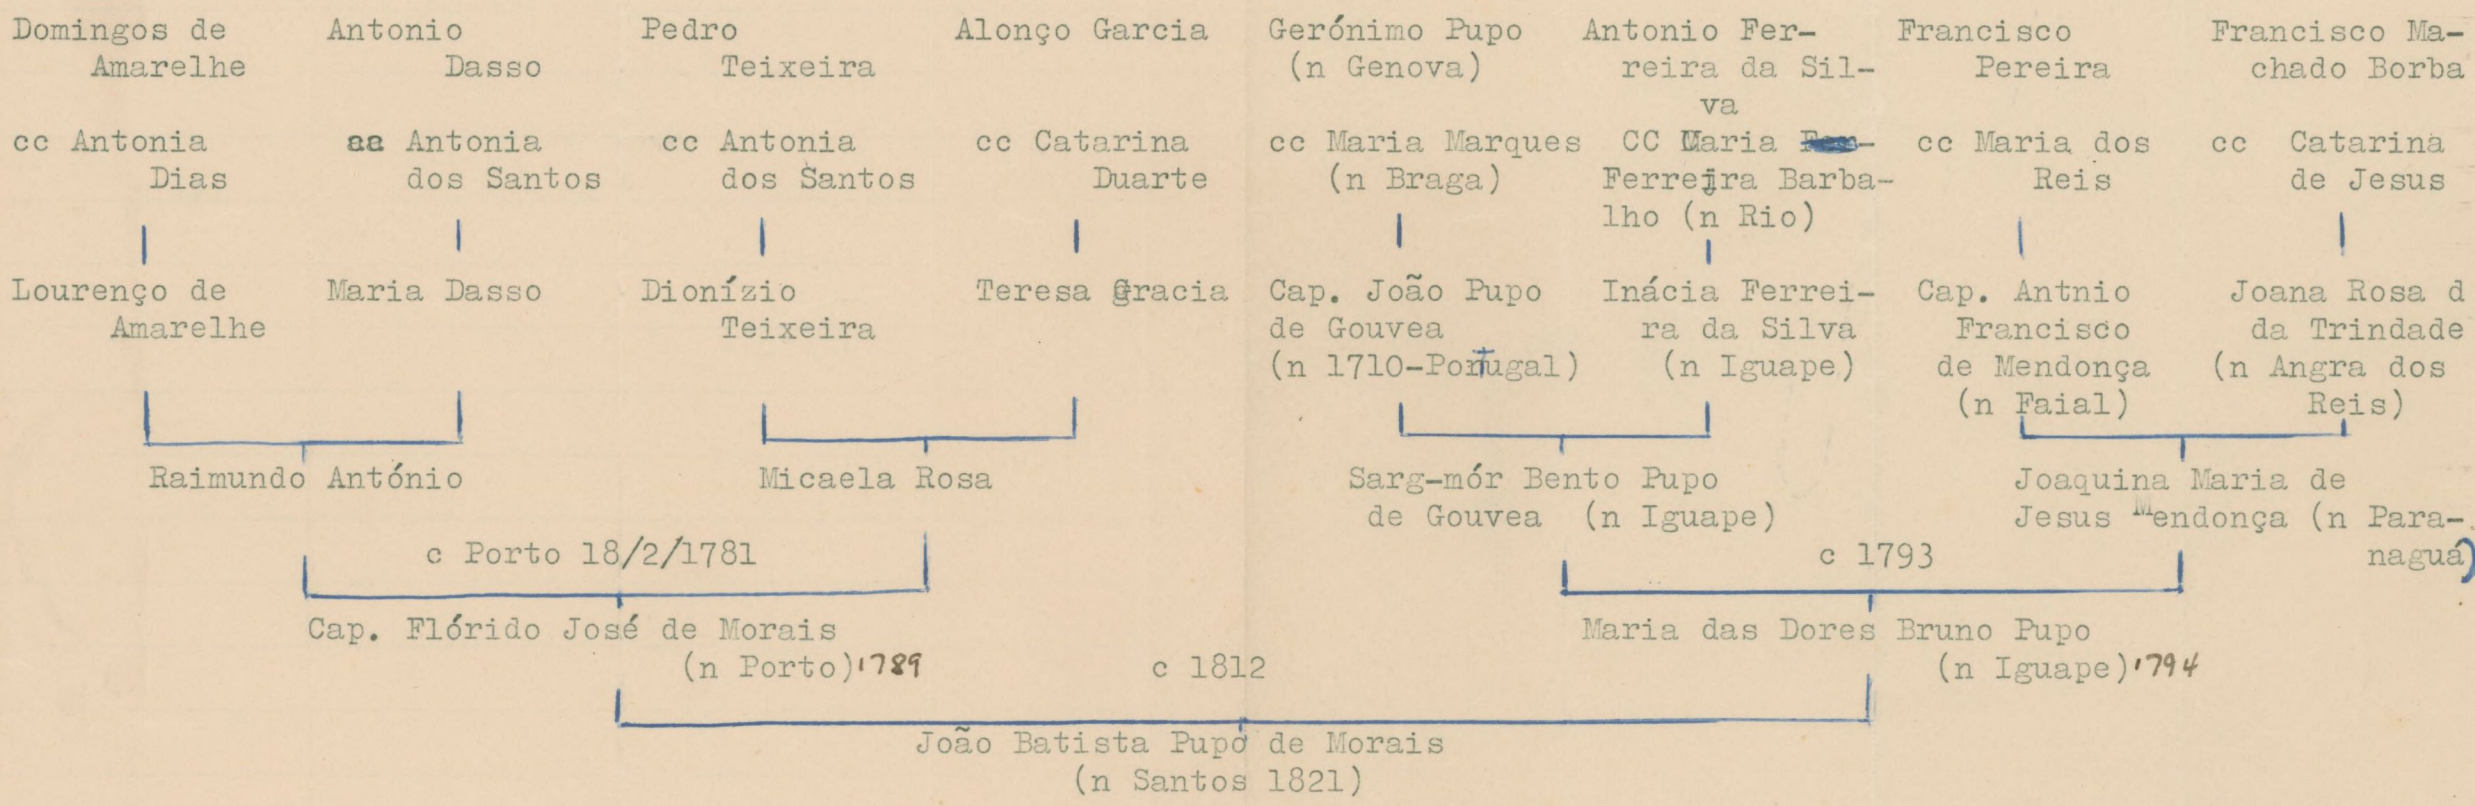 Domingos de Amarelhe
Antonio Dasso
Pedro Teixeira
Alonço Garcia
Gerónimo Pupo
(n Genova)
Antonio Fer-
reira da Sil-
va
Francisco
Pereira
Francisco Ma-
chado Borba
cc Antonia
Dias
aa Antonia
dos Santos
cc Antonia
dos Santos
cc Catarina
Duarte
cc Maria Marques
(n Braga)
CC Maria
Ferrejra Barba-
lho (n Rio)
cc Maria dos
Reis
cc Catarina
de Jesus
Lourenço de
Amarelhe
Maria Dasso
Dionízio
Teixeira
Teresa Gracia
Cap. João Pupo
de Gouvea
(n 1710-Portugal)
Inácia Ferrei-
ra da Silva
(n Iguape)
Cap. Antnio
Francisco
de Mendonça
(n Faial)
Joana Rosa d
da Trindade
(n Angra dos
Reis)
Raimundo António
Micaela Rosa
Sarg-mór Bento Pupo
de Gouvea (n Iguape)
Joaquina Maria de
Jesus Mendonça (n Para-
naguá)
c Porto 18/2/1781
c 1793
Cap. Flórido José de Morais
(n Porto) 1789
c 1812
Maria das Dores Bruno Pupo
(n Iguape) 1794
João Batista Pupo de Morais
(n Santos 1821)